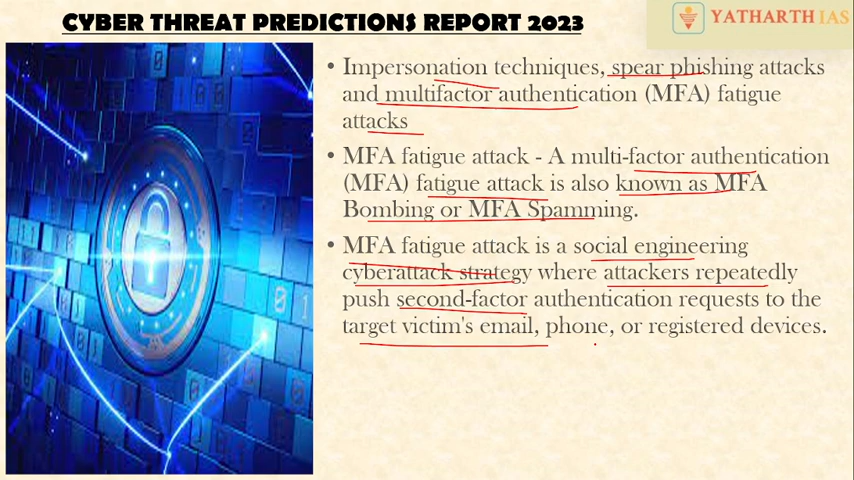 CYBER THREAT PREDICTIONS REPORT 2023
YATHARTH IAS
• Impersonation techniques, spear phishing attacks
and multifactor authentication (MFA) fatigue
attacks
• MFA fatigue attack - A multi-factor authentication
(MFA) fatigue attack is also known as MFA
Bombing or MFA Spamming.
• MFA fatigue attack is a social engineering
cyberattack strategy where attackers repeatedly
push second-factor authentication requests to the
target victim's email, phone, or registered devices.